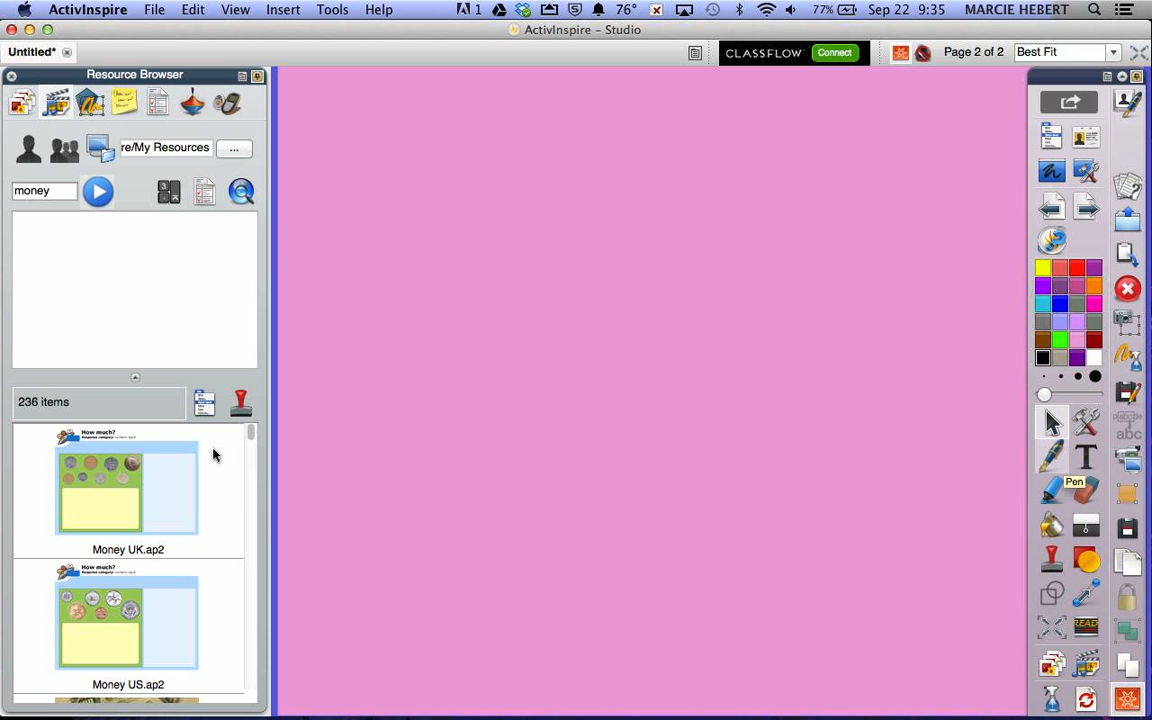 ActivInspire File Edit View Insert Tools Help 1 5 76° 77% Sep 22 9:35 MARCIE HEBERT
ActivInspire – Studio
Untitled* CLASSFLOW Connect Page 2 of 2 Best Fit
Resource Browser
re/My Resources ...
money
236 items
How much?
Money UK.ap2
How much?
Money US.ap2
T
Pen
abc
READ